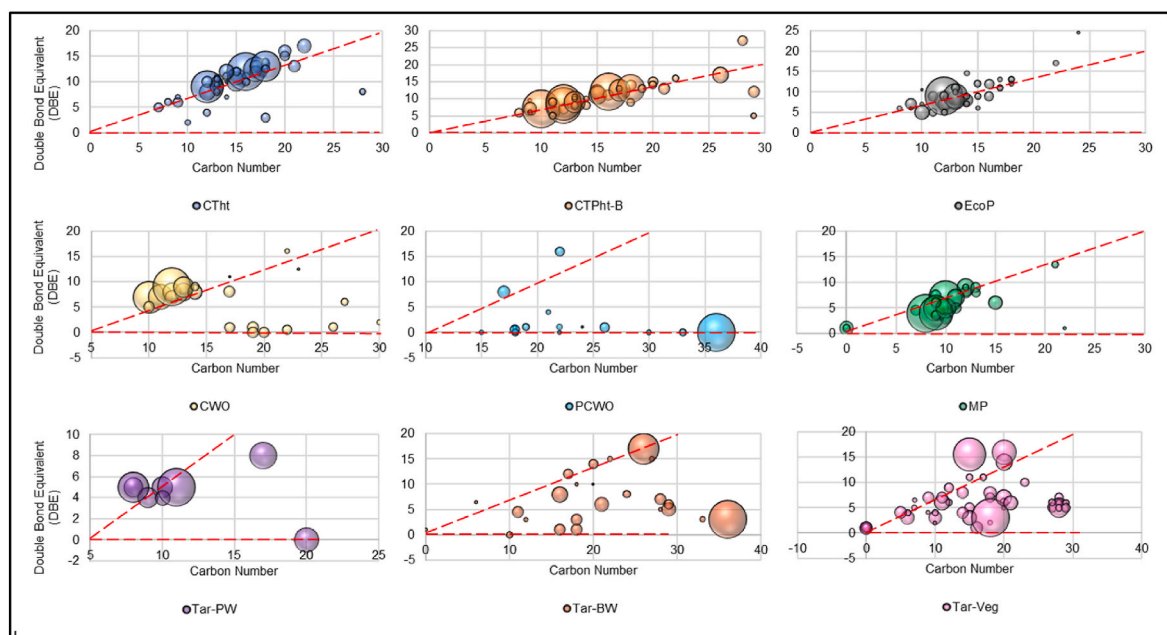 Double Bond Equivalent
(DBE)
20
15
10
5
0
0 5 10 15 20 25 30
Carbon Number
CTht
30
25
20
15
10
5
0
0 5 10 15 20 25 30
Carbon Number
CTPht-B
25
20
15
10
5
0
0 5 10 15 20 25 30
Carbon Number
EcoP
Double Bond Equivalent
(DBE)
20
15
10
5
0
-5
5 10 15 20 25 30
Carbon Number
CWO
20
15
10
5
0
-5
10 15 20 25 30 35 40
Carbon Number
PCWO
20
15
10
5
0
-5
-5 0 5 10 15 20 25 30
Carbon Number
MP
Double Bond Equivalent
(DBE)
10
8
6
4
2
0
-2
5 10 15 20 25
Carbon Number
Tar-PW
20
15
10
5
0
-5
0 10 20 30 40
Carbon Number
Tar-BW
20
15
10
5
0
-5
-10 0 10 20 30 40
Carbon Number
Tar-Veg